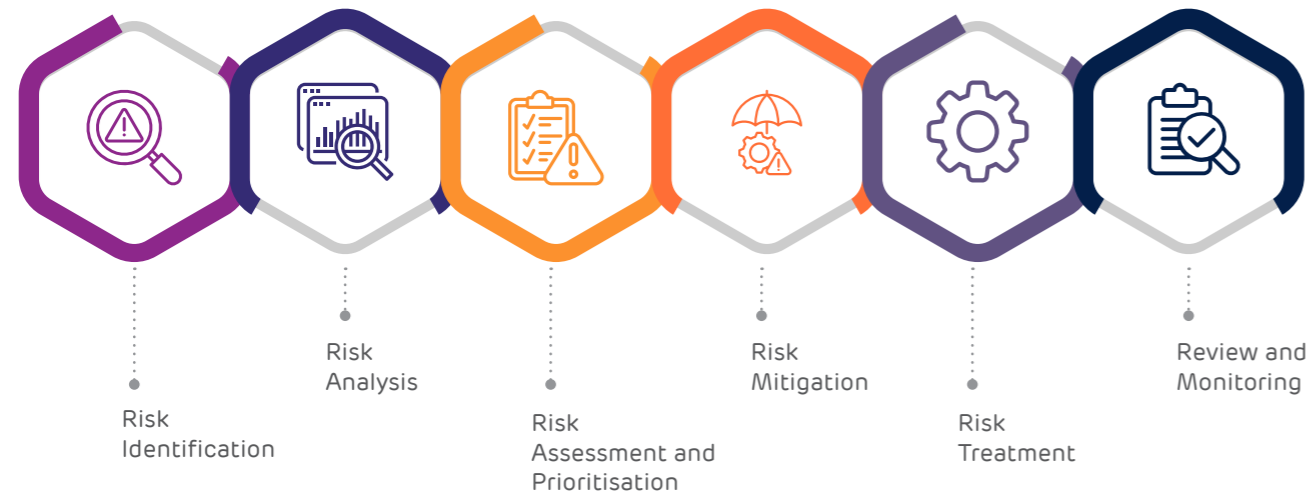 Risk
Identification
Risk
Analysis
Risk
Assessment and
Prioritisation
Risk
Mitigation
Risk
Treatment
Review and
Monitoring